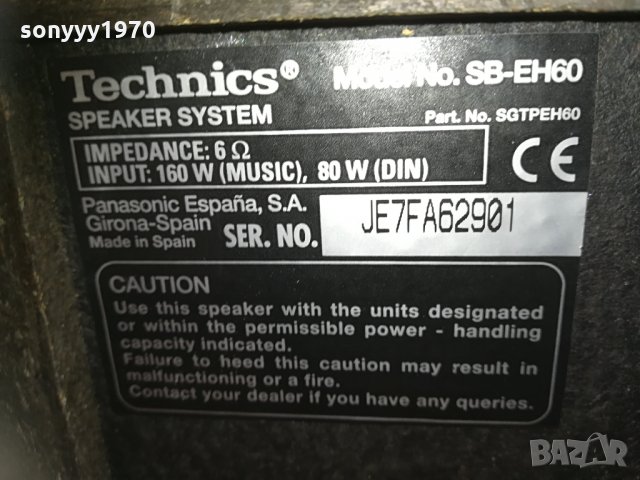 sonyyy1970
Technics® Model No. SB-EH60
SPEAKER SYSTEM Part. No. SGTPEH60
IMPEDANCE: 6 Ω
INPUT: 160 W (MUSIC), 80 W (DIN)
CE
Panasonic España, S.A.
Girona-Spain
Made in Spain SER. NO. JE7FA62901
CAUTION
Use this speaker with the units designated
or within the permissible power - handling
capacity indicated.
Failure to heed this caution may result in
malfunctioning or a fire.
Contact your dealer if you have any queries.
BAZAR